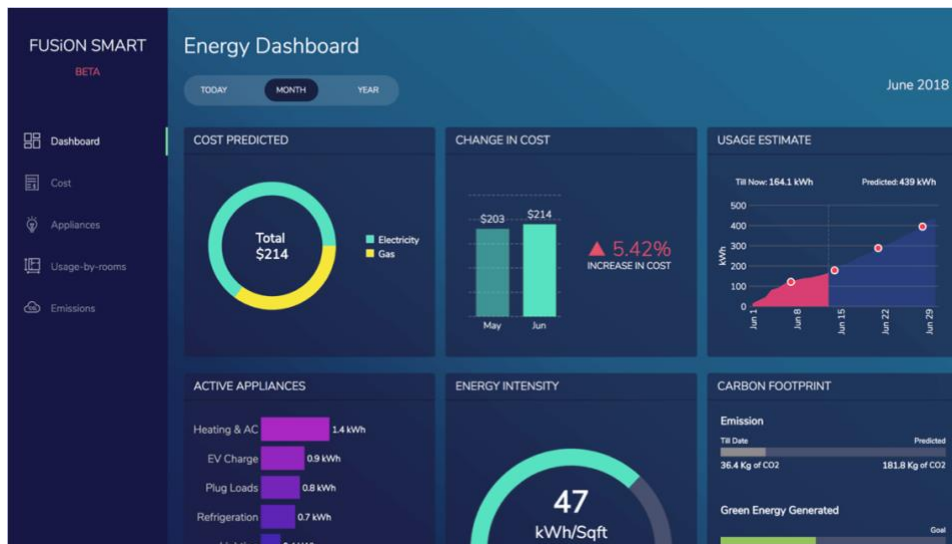 FUSiON SMART
BETA
Dashboard
Cost
Appliances
Usage-by-rooms
Emissions
Energy Dashboard
TODAY MONTH YEAR
June 2018
COST PREDICTED
Total
$214
Electricity
Gas
CHANGE IN COST
$203 $214
May Jun
5.42%
INCREASE IN COST
USAGE ESTIMATE
Till Now: 164.1 kWh Predicted: 439 kWh
kWh
500
400
300
200
100
0
Jun 1 Jun 8 Jun 15 Jun 22 Jun 29
ACTIVE APPLIANCES
Heating & AC 1.4 kWh
EV Charge 0.9 kWh
Plug Loads 0.8 kWh
Refrigeration 0.7 kWh
ENERGY INTENSITY
47
kWh/Sqft
CARBON FOOTPRINT
Emission
Till Date Predicted
36.4 Kg of CO2 181.8 Kg of CO2
Green Energy Generated
Goal